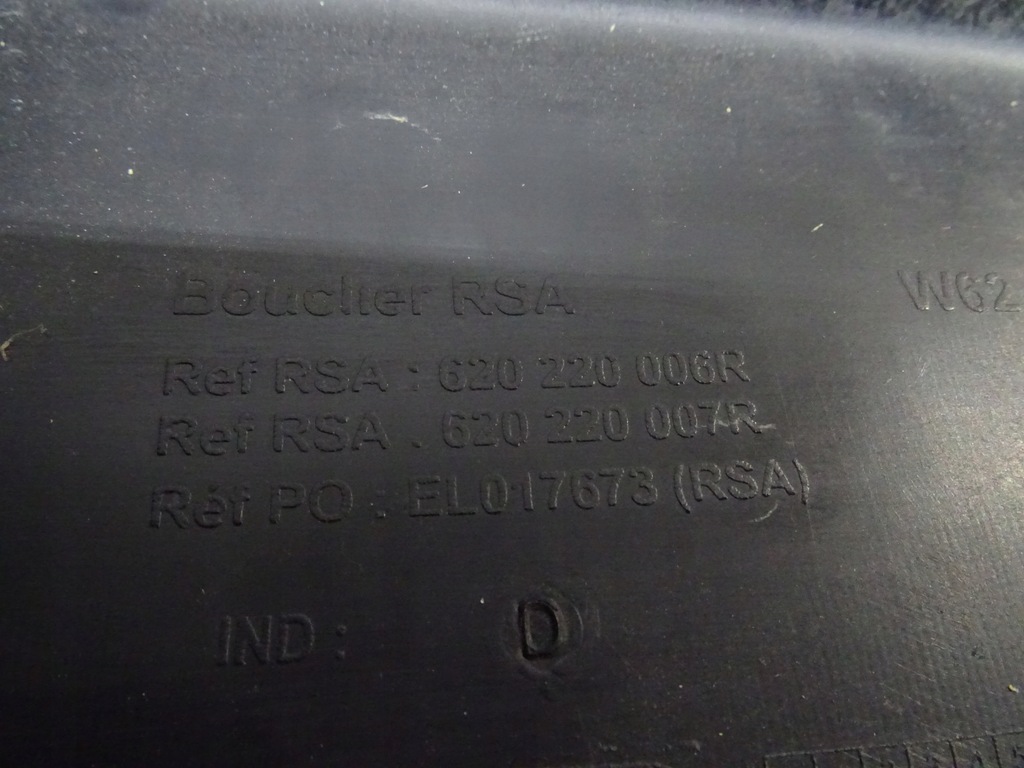 Bouclier RSA W62
Ref RSA : 620 220 006R
Ref RSA : 620 220 007R
Réf PO : EL017673 (RSA)
IND : D